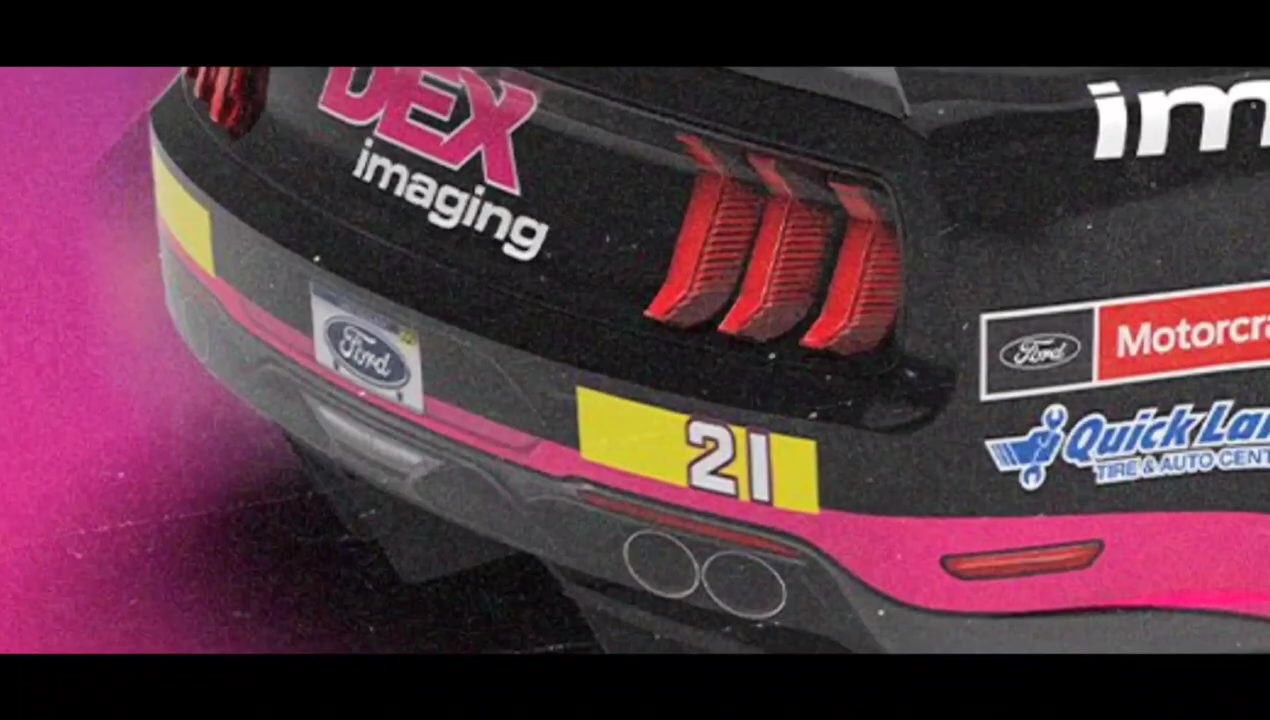 DEX
imaging
im
Ford
Ford
Motorcra
Quick La
TIRE & AUTO CENT
21